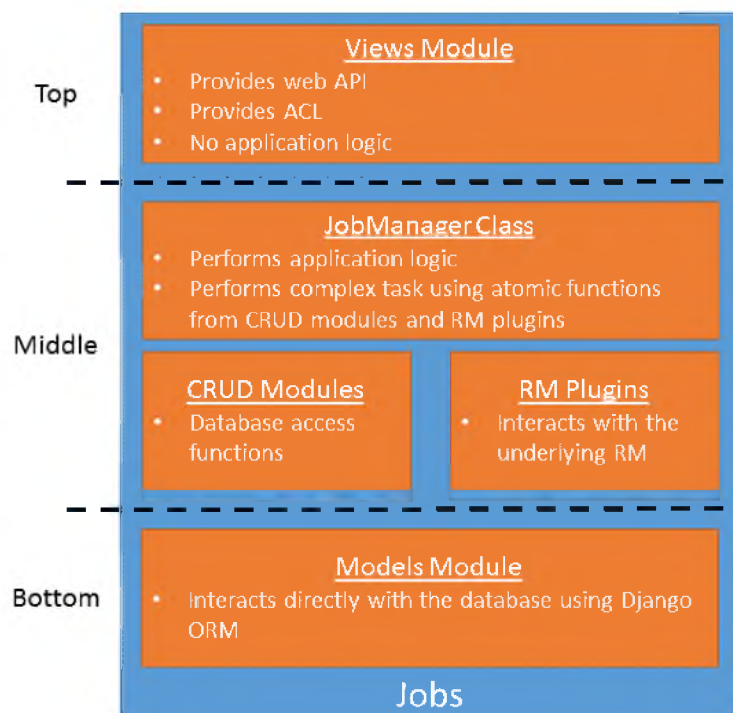 Top
Views Module
• Provides web API
• Provides ACL
• No application logic
Middle
JobManager Class
• Performs application logic
• Performs complex task using atomic functions
from CRUD modules and RM plugins
CRUD Modules
• Database access
functions
RM Plugins
• Interacts with the
underlying RM
Bottom
Models Module
• Interacts directly with the database using Django
ORM
Jobs